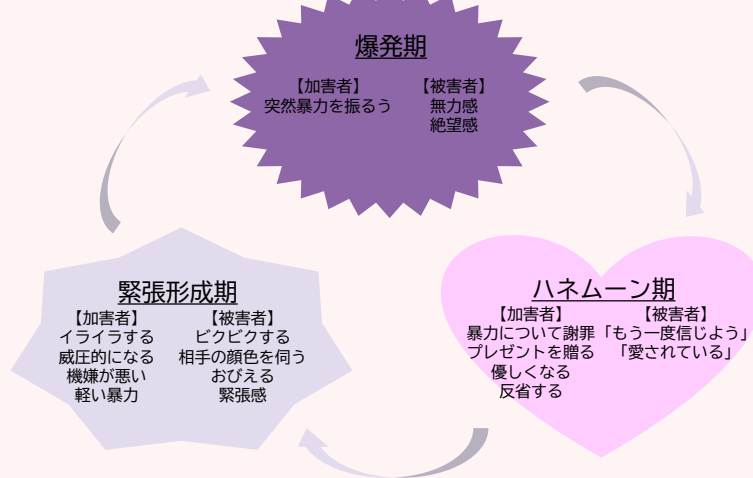 爆発期
【加害者】
突然暴力を振るう
【被害者】
無力感
絶望感
緊張形成期
【加害者】
イライラする
威圧的になる
機嫌が悪い
軽い暴力
【被害者】
ビクビクする
相手の顔色を伺う
おびえる
緊張感
ハネムーン期
【加害者】
暴力について謝罪
プレゼントを贈る
優しくなる
反省する
【被害者】
「もう一度信じよう」
「愛されている」